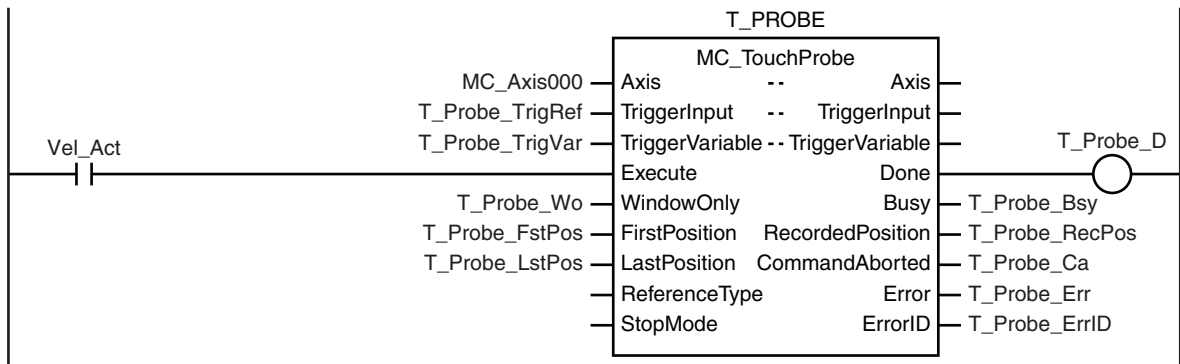 T_PROBE
MC_TouchProbe
MC_Axis000 Axis -- Axis
T_Probe_TrigRef TriggerInput -- TriggerInput
T_Probe_TrigVar TriggerVariable -- TriggerVariable
Vel_Act Execute Done T_Probe_D
T_Probe_Wo WindowOnly Busy T_Probe_Bsy
T_Probe_FstPos FirstPosition RecordedPosition T_Probe_RecPos
T_Probe_LstPos LastPosition CommandAborted T_Probe_Ca
ReferenceType Error T_Probe_Err
StopMode ErrorID T_Probe_ErrID